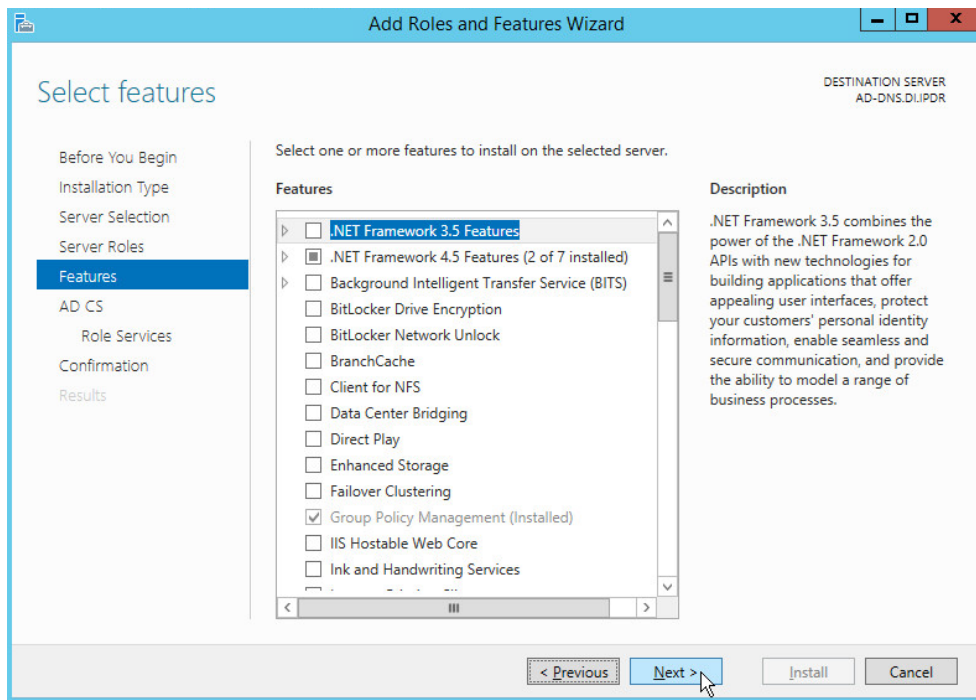 Add Roles and Features Wizard
x
Select features
DESTINATION SERVER
AD-DNS.DI.IPDR
Before You Begin
Installation Type
Server Selection
Server Roles
Features
AD CS
Role Services
Confirmation
Results
Select one or more features to install on the selected server.
Features
.NET Framework 3.5 Features
.NET Framework 4.5 Features (2 of 7 installed)
Background Intelligent Transfer Service (BITS)
BitLocker Drive Encryption
BitLocker Network Unlock
BranchCache
Client for NFS
Data Center Bridging
Direct Play
Enhanced Storage
Failover Clustering
Group Policy Management (Installed)
IIS Hostable Web Core
Ink and Handwriting Services
Description
.NET Framework 3.5 combines the
power of the .NET Framework 2.0
APIs with new technologies for
building applications that offer
appealing user interfaces, protect
your customers' personal identity
information, enable seamless and
secure communication, and provide
the ability to model a range of
business processes.
< Previous
Next >
Install
Cancel